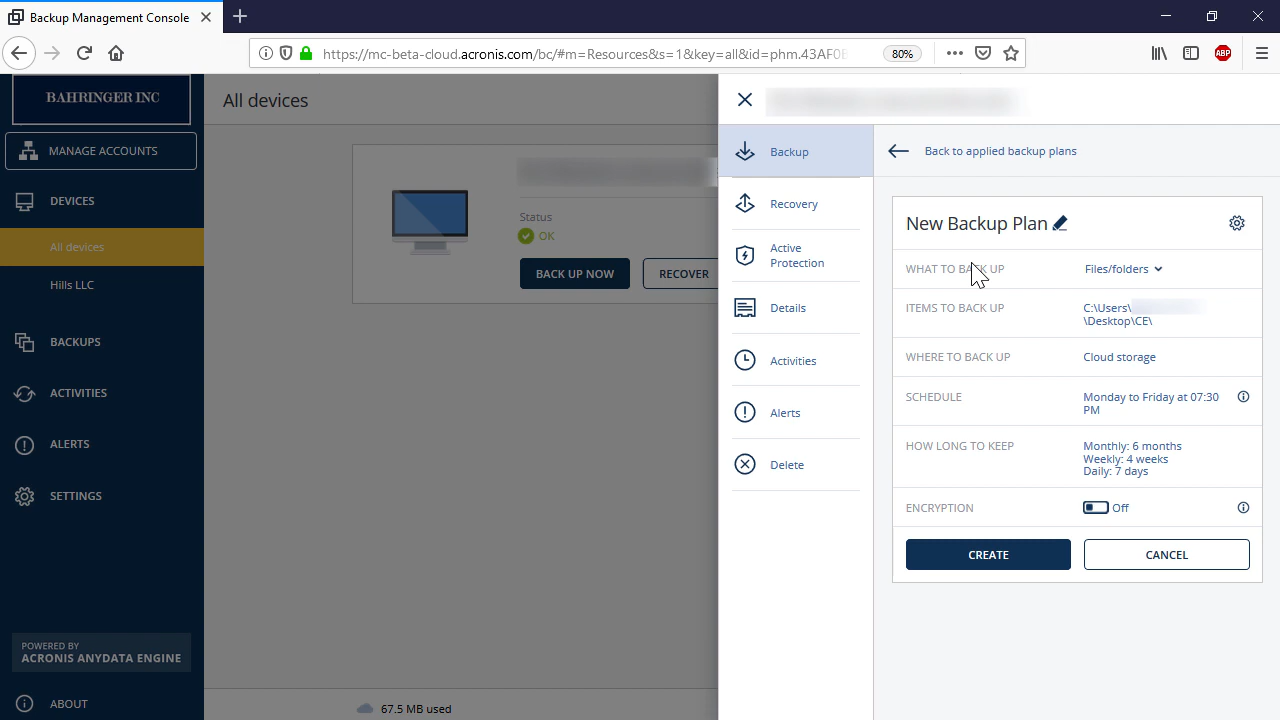 Backup Management Console
https://mc-beta-cloud.acronis.com/bc/#m=Resources&s=1&key=all&id=phm.43AF0
80%
ABP
BAHRINGER INC
MANAGE ACCOUNTS
DEVICES
All devices
Hills LLC
BACKUPS
ACTIVITIES
ALERTS
SETTINGS
POWERED BY
ACRONIS ANYDATA ENGINE
ABOUT
All devices
Status
OK
BACK UP NOW
RECOVER
67.5 MB used
Backup
Recovery
Active
Protection
Details
Activities
Alerts
Delete
Back to applied backup plans
New Backup Plan
WHAT TO BACK UP
Files/folders
ITEMS TO BACK UP
C:\Users\
\Desktop\CE\
WHERE TO BACK UP
Cloud storage
SCHEDULE
Monday to Friday at 07:30
PM
HOW LONG TO KEEP
Monthly: 6 months
Weekly: 4 weeks
Daily: 7 days
ENCRYPTION
Off
CREATE
CANCEL